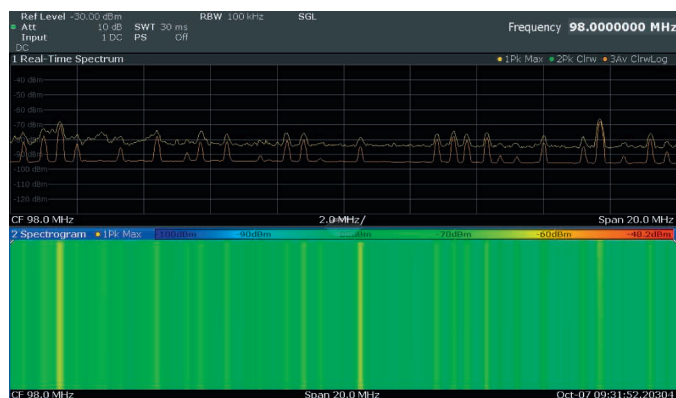 Ref Level -30.00 dBm RBW 100 kHz SGL
Att 10 dB SWT 30 ms Frequency 98.0000000 MHz
Input 1 DC PS Off
DC
1 Real-Time Spectrum 1Pk Max 2Pk Clrw 3Av ClrwLog
-40 dBm
-50 dBm
-60 dBm
-70 dBm
-100 dBm
-110 dBm
-120 dBm
CF 98.0 MHz 2.0 MHz/ Span 20.0 MHz
2 Spectrogram 1Pk Max -100dBm -90dBm -70dBm -60dBm -48.2dBm
CF 98.0 MHz Span 20.0 MHz Oct-07 09:31:52.20304